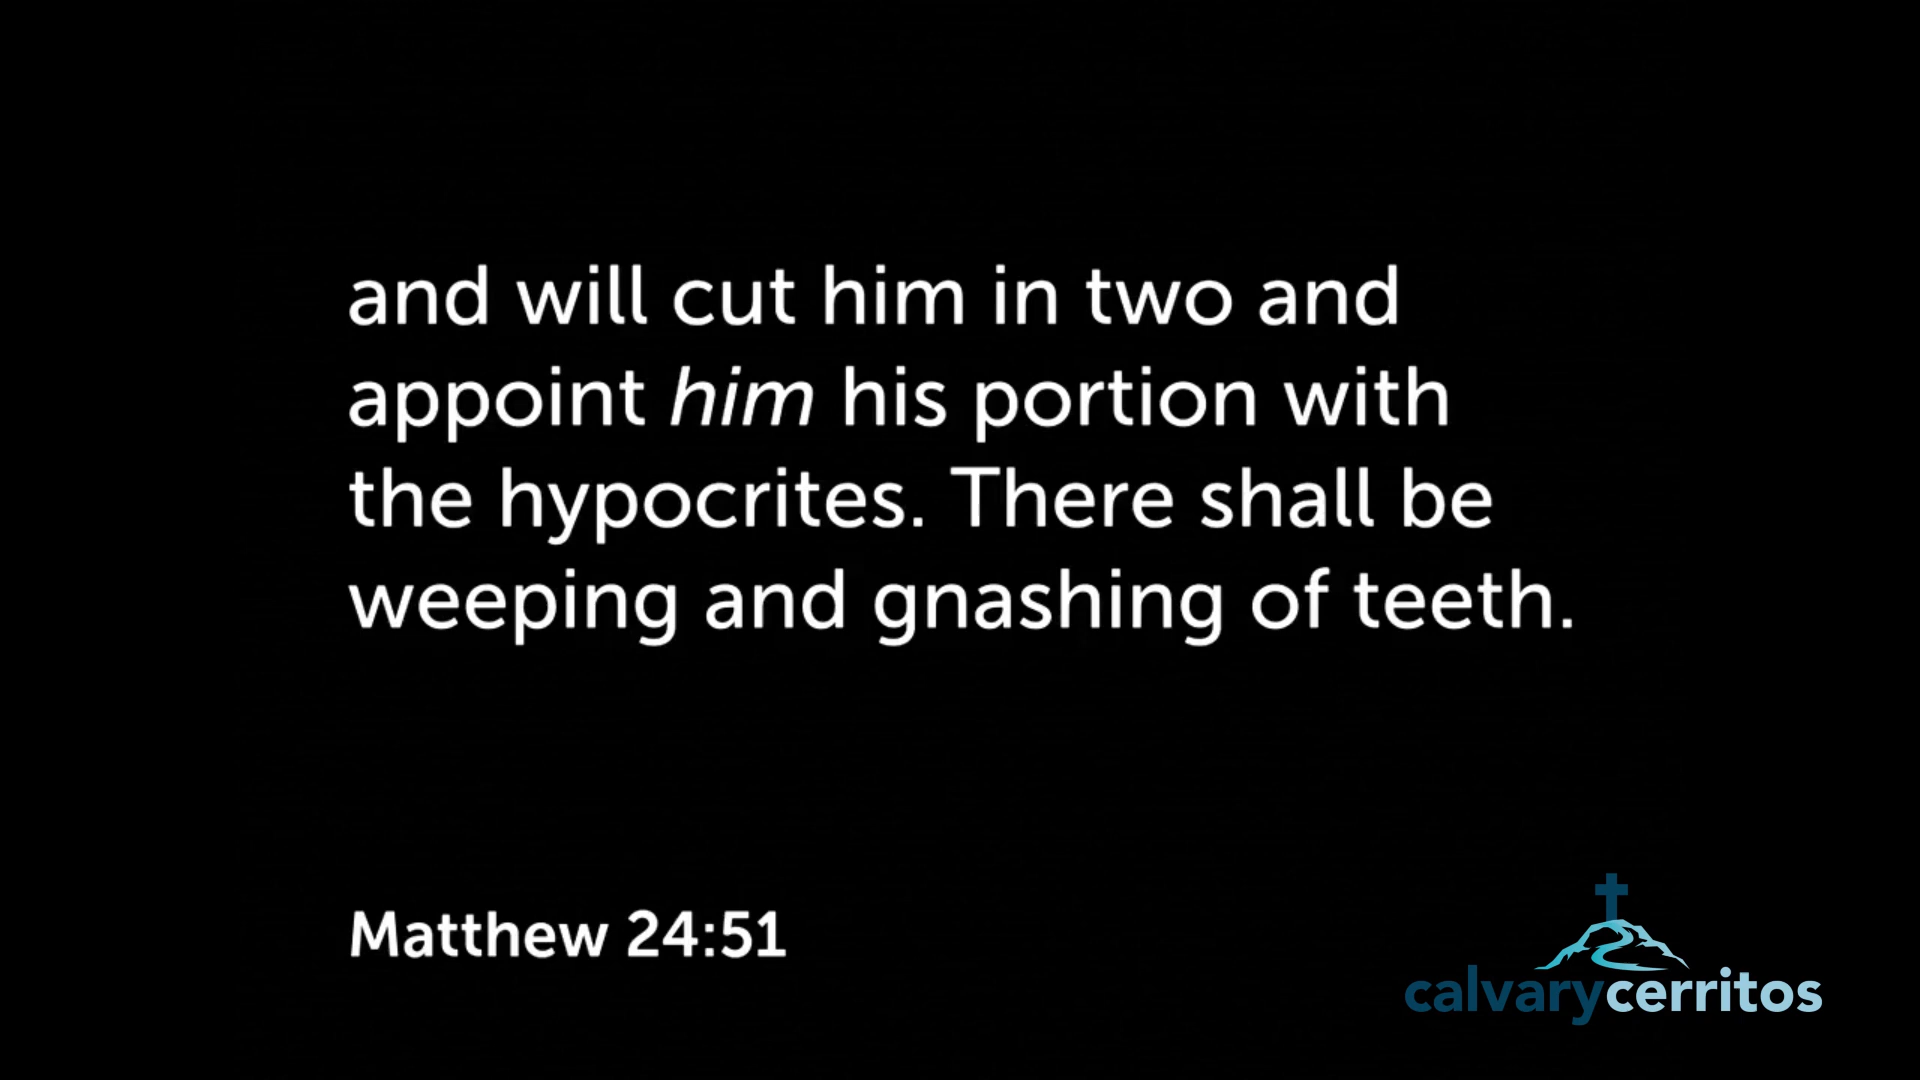 and will cut him in two and
appoint him his portion with
the hypocrites. There shall be
weeping and gnashing of teeth.
Matthew 24:51
calvarycerritos